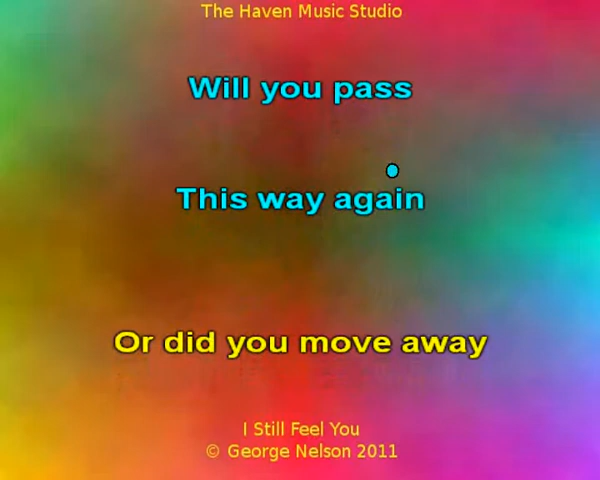 The Haven Music Studio
Will you pass
This way again
Or did you move away
I Still Feel You
© George Nelson 2011